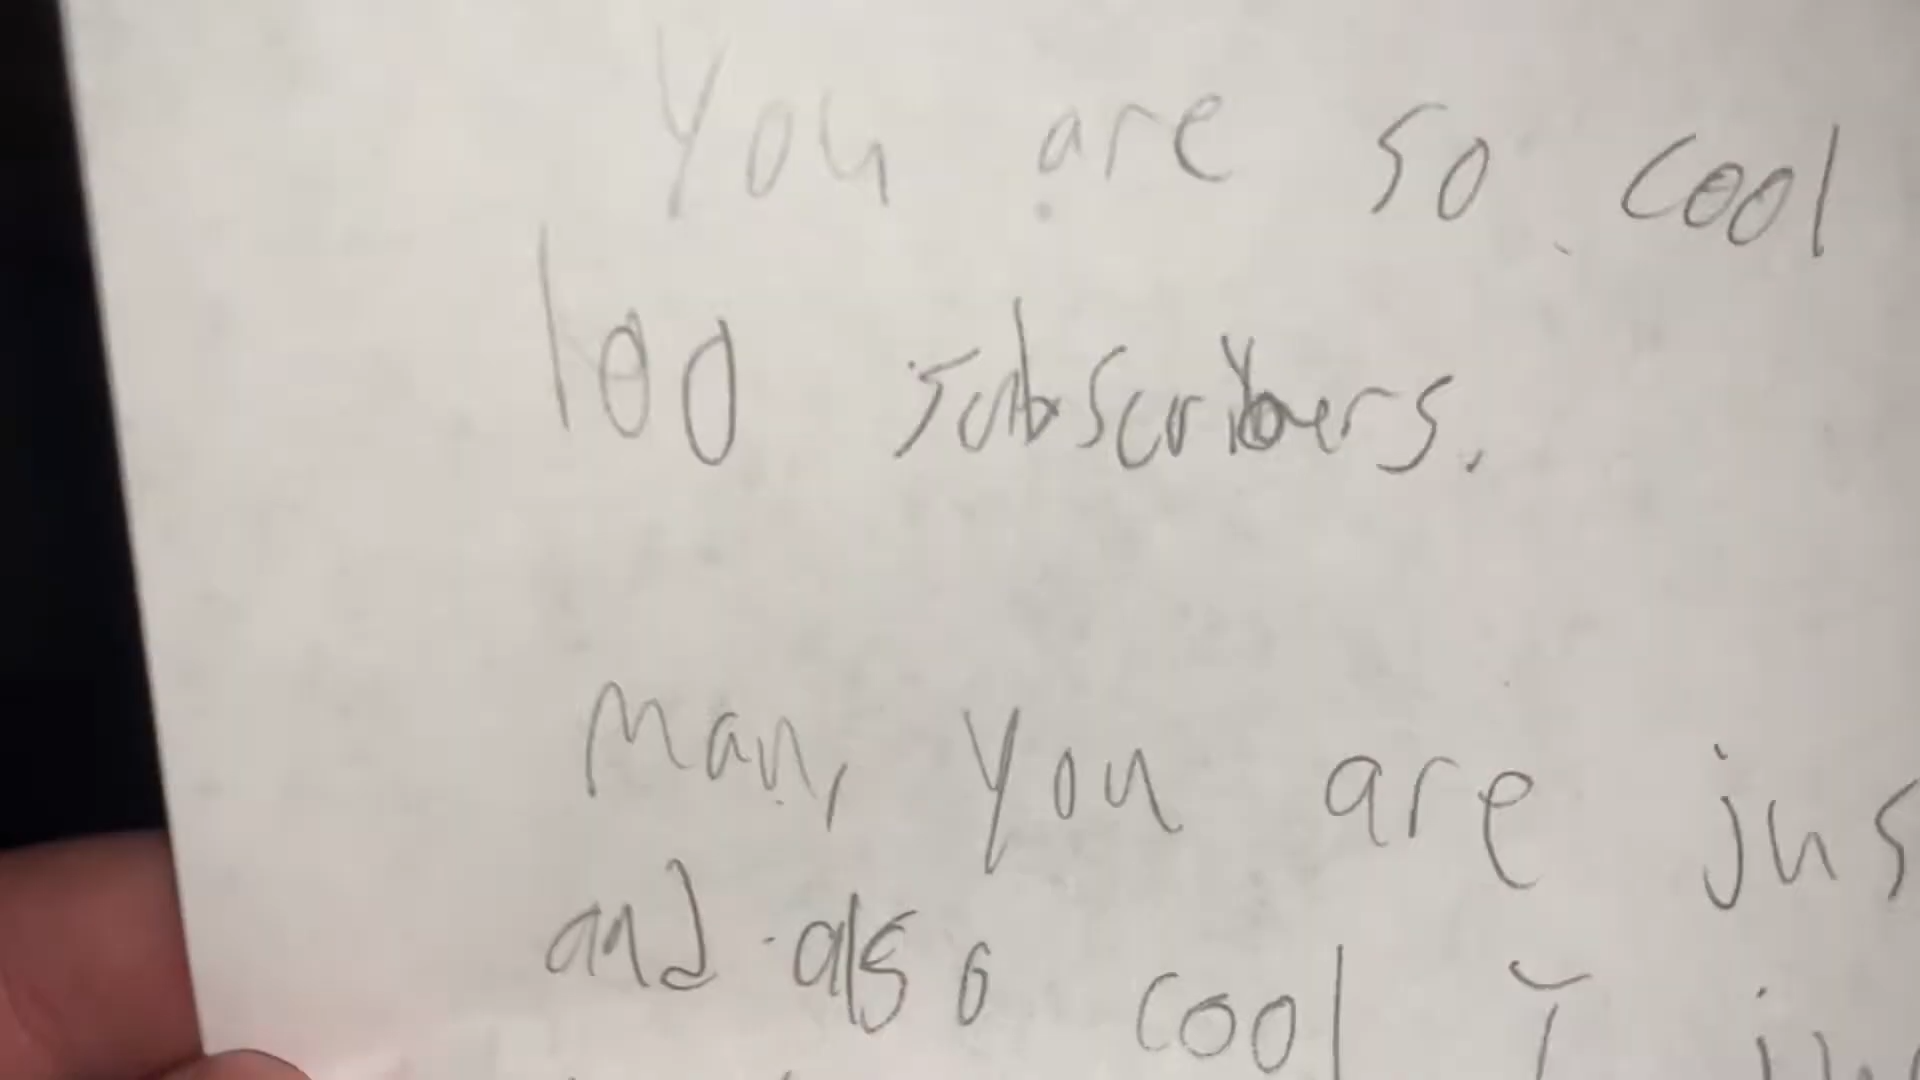 You are so cool
100 subscribers.
Man, you are jus
and also cool I